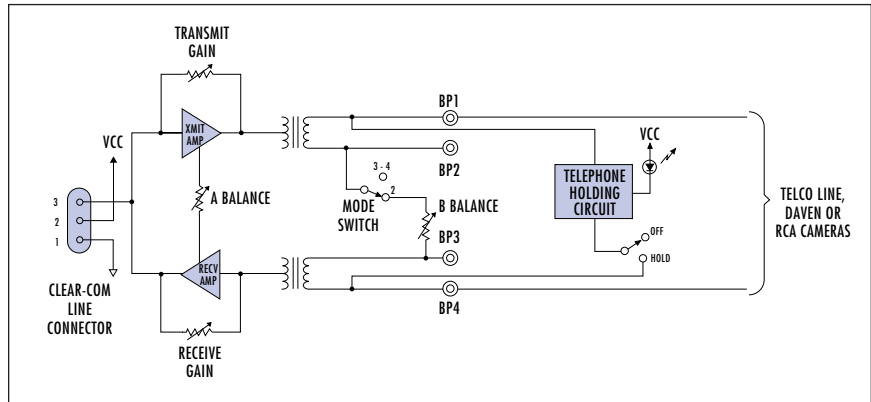 TRANSMIT
GAIN
XMIT
AMP
VCC
3
2
1
A BALANCE
CLEAR-COM
LINE
CONNECTOR
RECV
AMP
RECEIVE
GAIN
BP1
BP2
3 - 4
2
MODE
SWITCH
B BALANCE
BP3
BP4
VCC
TELEPHONE
HOLDING
CIRCUIT
OFF
HOLD
TELCO LINE,
DAVEN OR
RCA CAMERAS